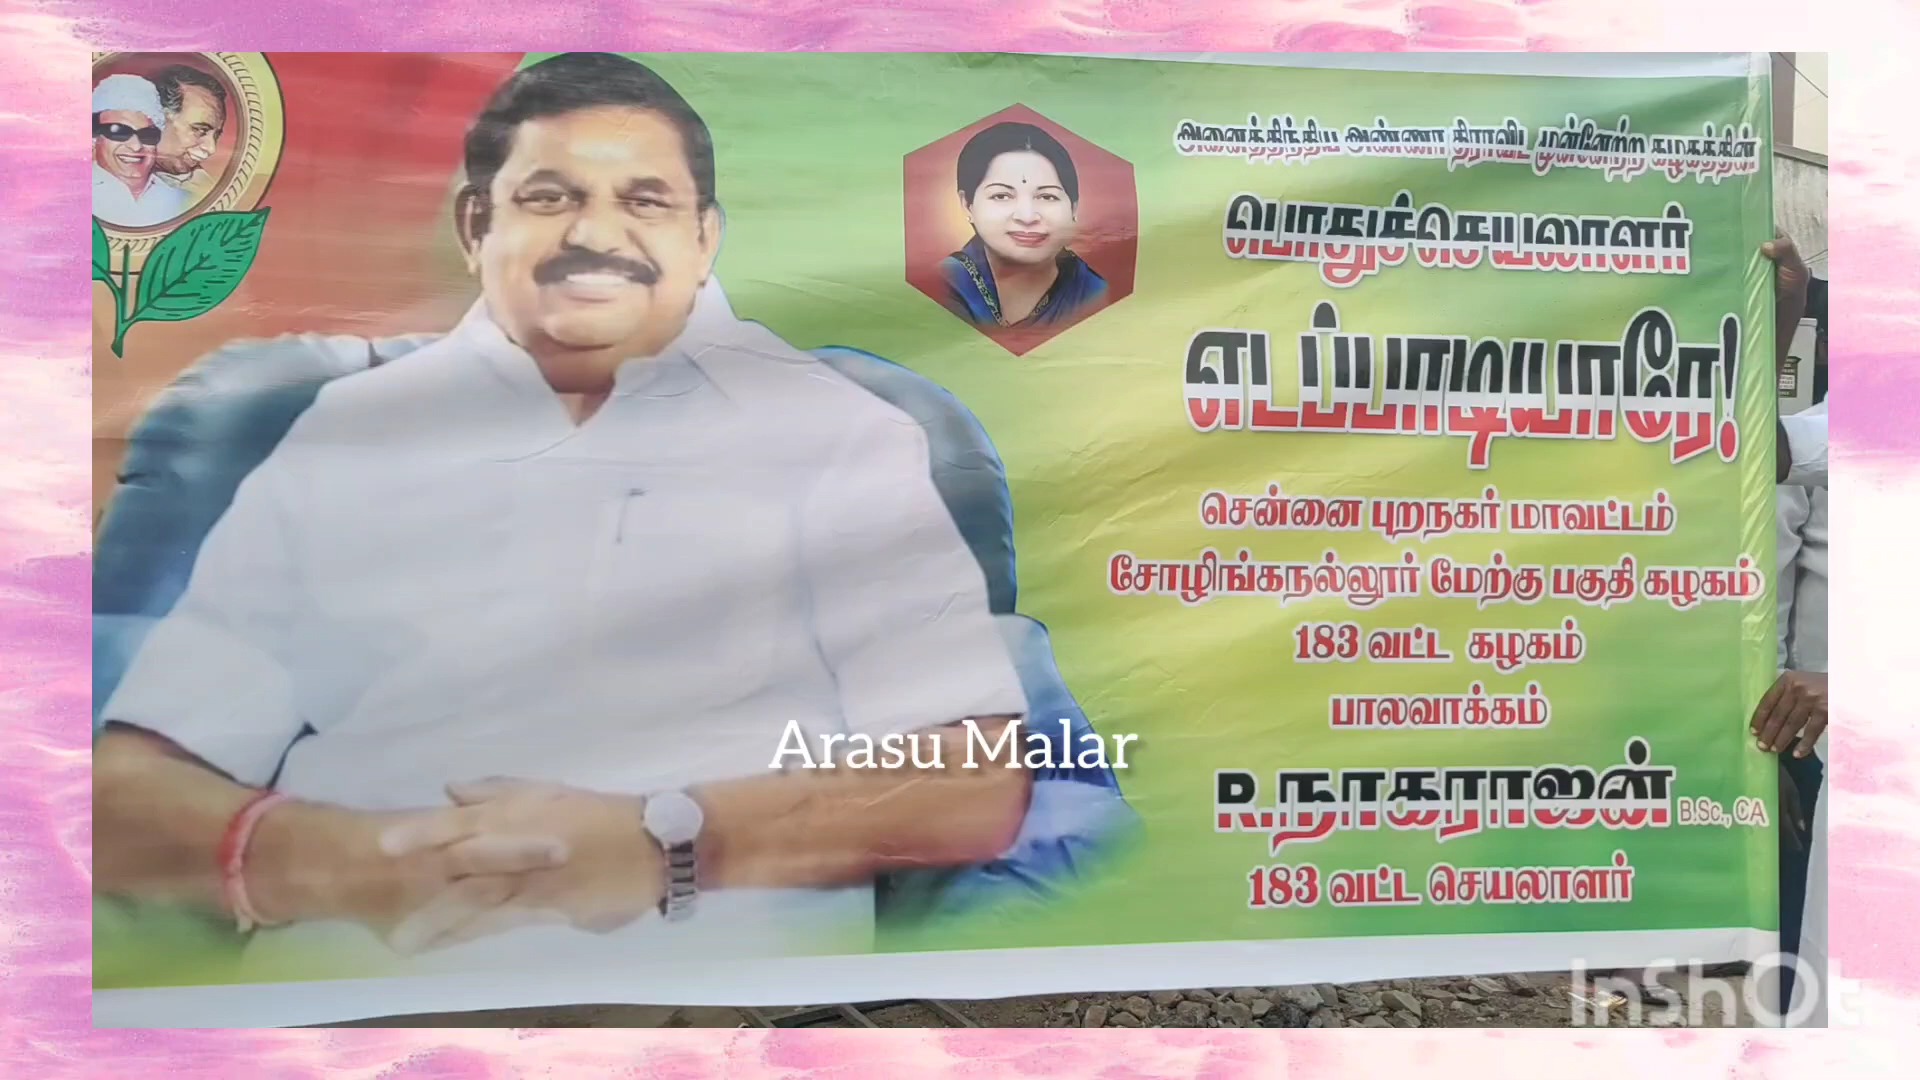 அனைத்திந்திய அண்ணா திராவிட முன்னேற்ற கழகத்தின்
பொதுச்செயலாளர்
எடப்பாடியாரே!
சென்னை புறநகர் மாவட்டம்
சோழிங்கநல்லூர் மேற்கு பகுதி கழகம்
183 வட்ட கழகம்
பாலவாக்கம்
Arasu Malar
R.நாகராஜன் B.Sc., CA
183 வட்ட செயலாளர்
InShOt